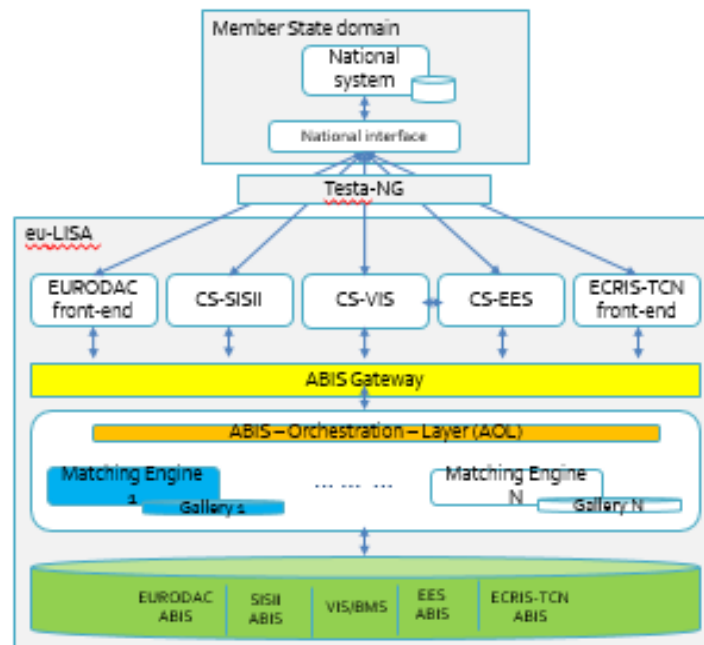 Member State domain
National
system
National interface
Testa-NG
eu-LISA
EURODAC
front-end
CS-SISII
CS-VIS
CS-EES
ECRIS-TCN
front-end
ABIS Gateway
ABIS – Orchestration – Layer (AOL)
Matching Engine
1
Gallery 1
... ... ...
Matching Engine
N
Gallery N
EURODAC
ABIS
SISII
ABIS
VIS/BMS
EES
ABIS
ECRIS-TCN
ABIS